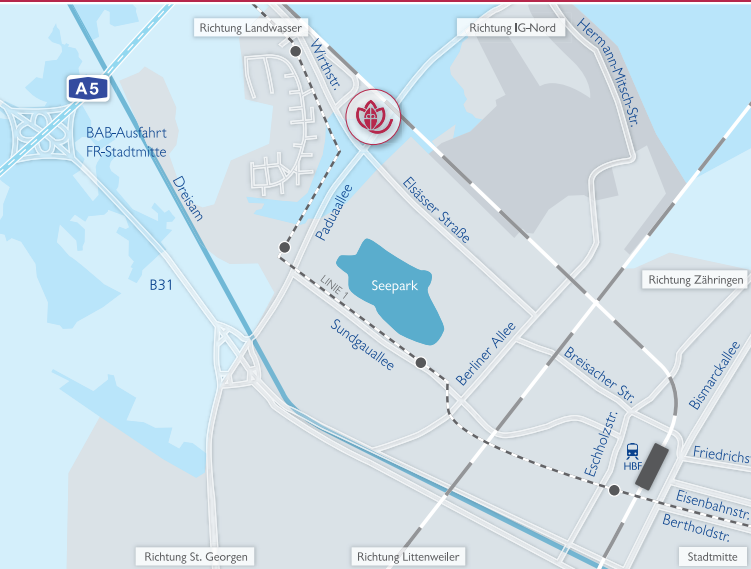 Richtung Landwasser
Richtung IG-Nord
Wirthstr.
Hermann-Mitsch-Str.
A5
BAB-Ausfahrt
FR-Stadtmitte
Dreisam
Paduaallee
Elsässer Straße
B31
LINIE 1
Seepark
Richtung Zähringen
Sundgauallee
Berliner Allee
Breisacher Str.
Bismarckallee
Eschholzstr.
HBF
Friedrichs
Eisenbahnstr.
Bertholdstr.
Richtung St. Georgen
Richtung Littenweiler
Stadtmitte